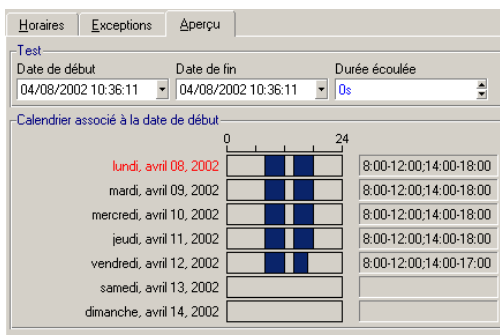 Horaires Exceptions Aperçu
Test
Date de début Date de fin Durée écoulée
04/08/2002 10:36:11 04/08/2002 10:36:11 0s
Calendrier associé à la date de début
0 24
lundi, avril 08, 2002 8:00-12:00;14:00-18:00
mardi, avril 09, 2002 8:00-12:00;14:00-18:00
mercredi, avril 10, 2002 8:00-12:00;14:00-18:00
jeudi, avril 11, 2002 8:00-12:00;14:00-18:00
vendredi, avril 12, 2002 8:00-12:00;14:00-17:00
samedi, avril 13, 2002
dimanche, avril 14, 2002